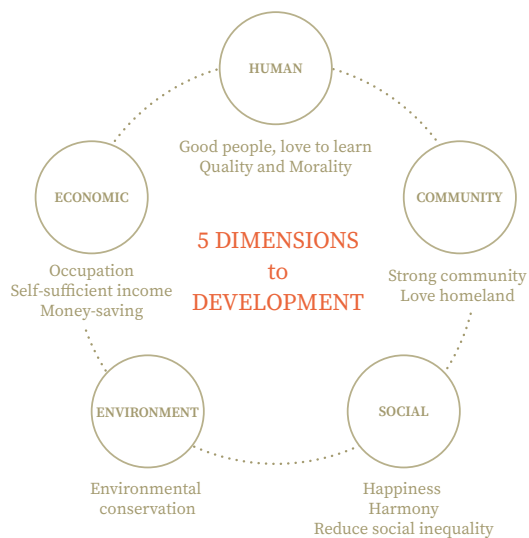 HUMAN
Good people, love to learn
Quality and Morality
ECONOMIC
Occupation
Self-sufficient income
Money-saving
5 DIMENSIONS
to
DEVELOPMENT
COMMUNITY
Strong community
Love homeland
ENVIRONMENT
Environmental
conservation
SOCIAL
Happiness
Harmony
Reduce social inequality